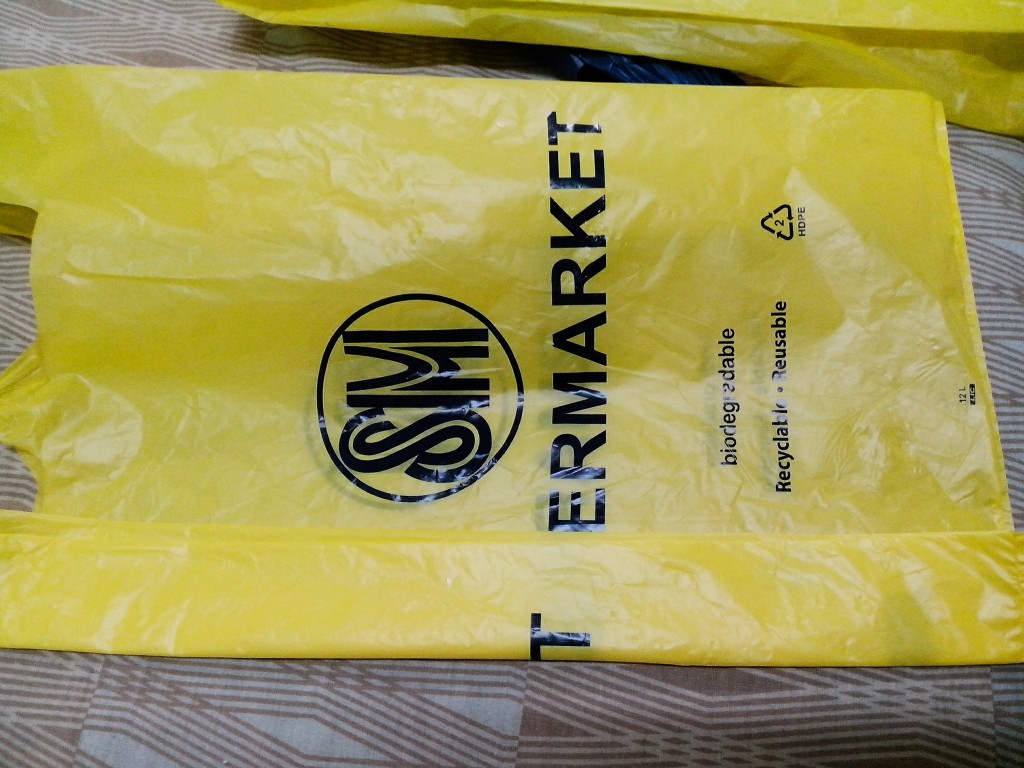 SM
ERMARKET
T
biodegradable
Recyclable • Reusable
2
HDPE
12 L